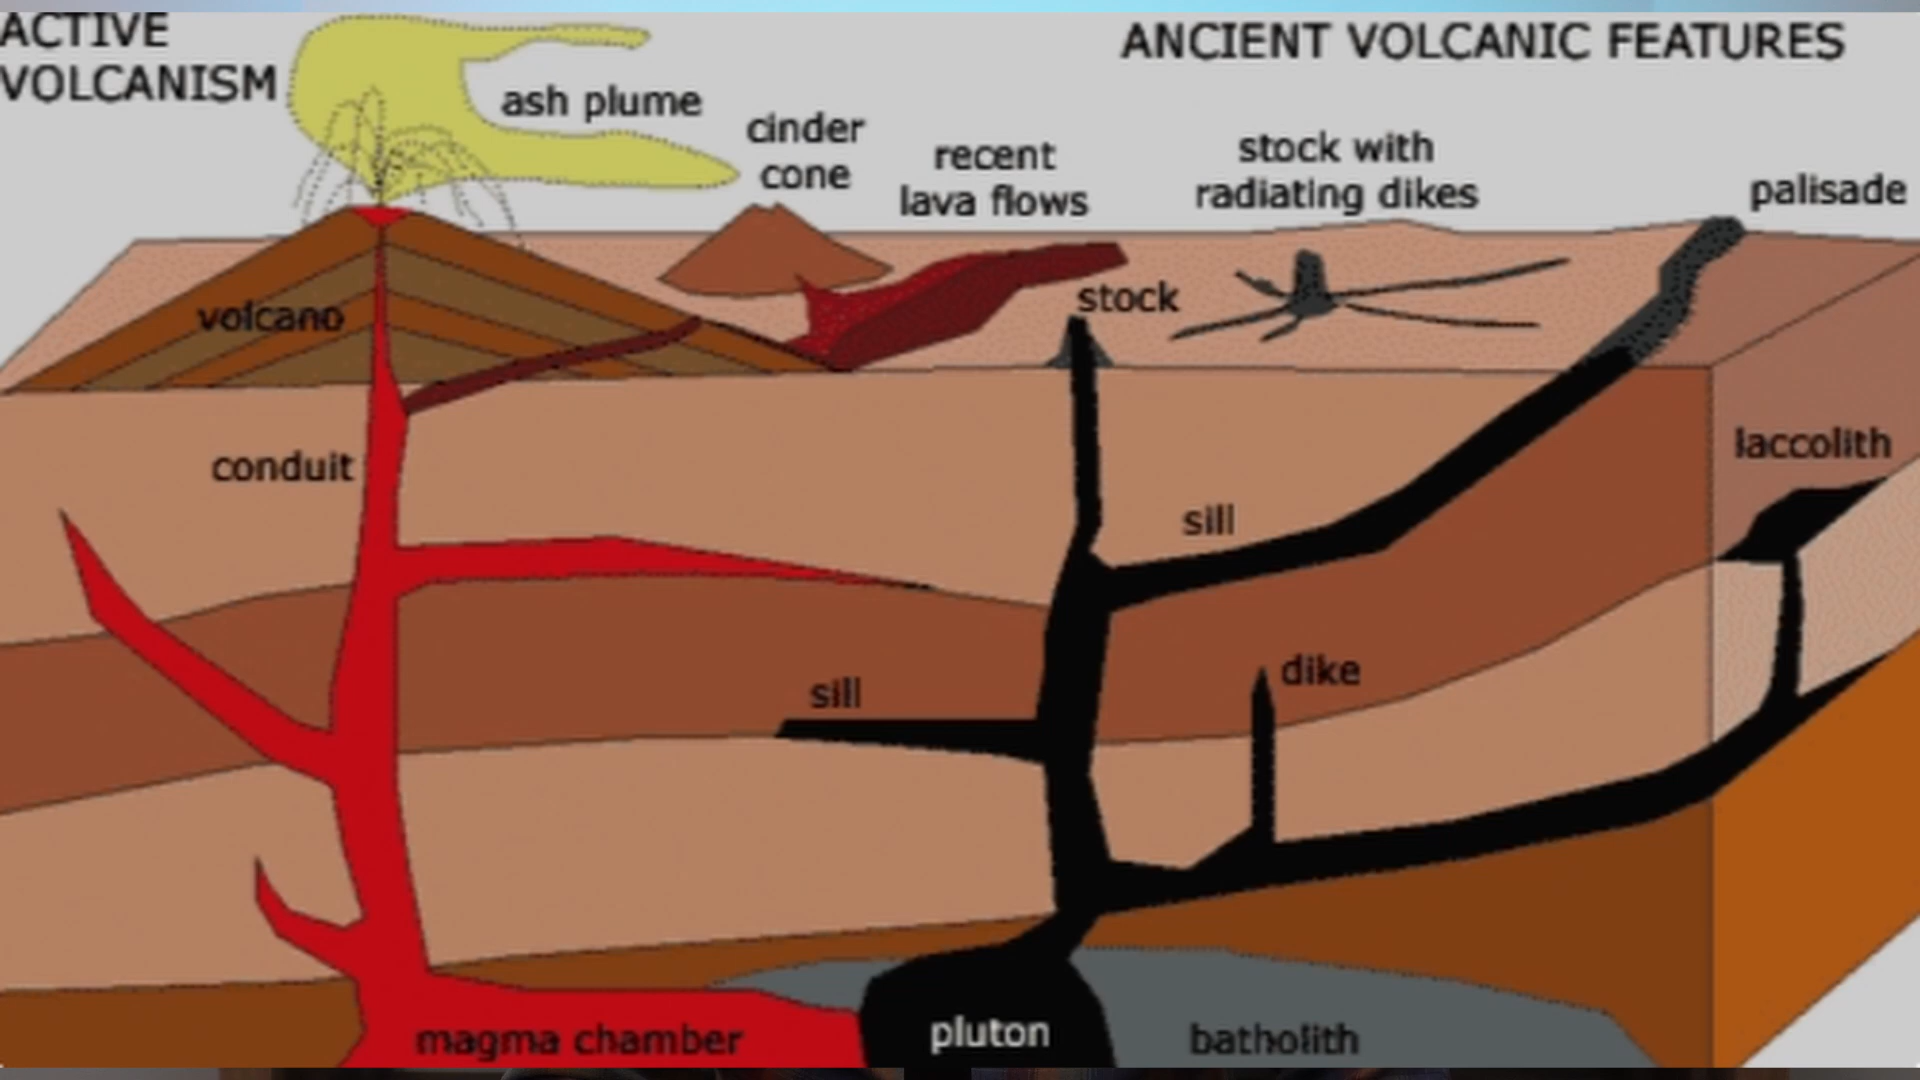 ACTIVE
VOLCANISM
ANCIENT VOLCANIC FEATURES
ash plume
cinder
cone
recent
lava flows
stock with
radiating dikes
palisade
volcano
stock
conduit
laccolith
sill
dike
sill
magma chamber
pluton
batholith